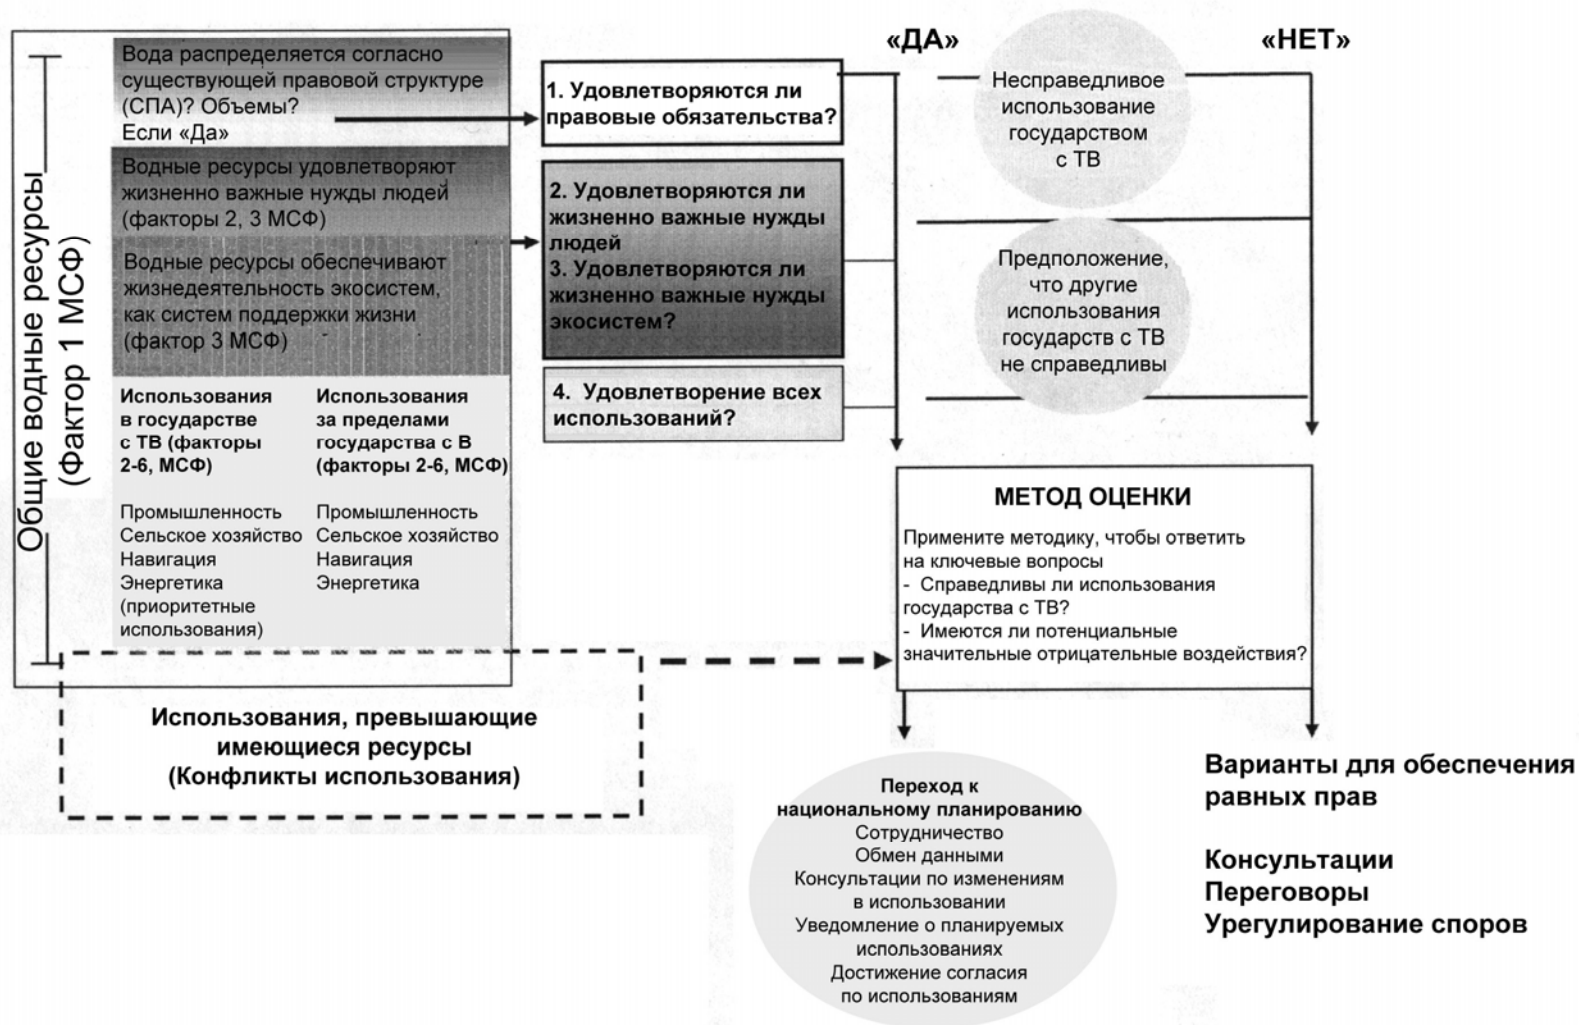 Общие водные ресурсы
(Фактор 1 МСФ)
Вода распределяется согласно
существующей правовой структуре
(СПА)? Объемы?
Если «Да»
Водные ресурсы удовлетворяют
жизненно важные нужды людей
(факторы 2, 3 МСФ)
Водные ресурсы обеспечивают
жизнедеятельность экосистем,
как систем поддержки жизни
(фактор 3 МСФ)
Использования
в государстве
с ТВ (факторы
2-6, МСФ)
Промышленность
Сельское хозяйство
Навигация
Энергетика
(приоритетные
использования)
Использования
за пределами
государства с В
(факторы 2-6, МСФ)
Промышленность
Сельское хозяйство
Навигация
Энергетика
Использования, превышающие
имеющиеся ресурсы
(Конфликты использования)
1. Удовлетворяются ли
правовые обязательства?
2. Удовлетворяются ли
жизненно важные нужды
людей
3. Удовлетворяются ли
жизненно важные нужды
экосистем?
4. Удовлетворение всех
использований?
«ДА»
«НЕТ»
Несправедливое
использование
государством
с ТВ
Предположение,
что другие
использования
государств с ТВ
не справедливы
МЕТОД ОЦЕНКИ
Примените методику, чтобы ответить
на ключевые вопросы
- Справедливы ли использования
государства с ТВ?
- Имеются ли потенциальные
значительные отрицательные воздействия?
Переход к
национальному планированию
Сотрудничество
Обмен данными
Консультации по изменениям
в использовании
Уведомление о планируемых
использованиях
Достижение согласия
по использованиям
Варианты для обеспечения
равных прав
Консультации
Переговоры
Урегулирование споров